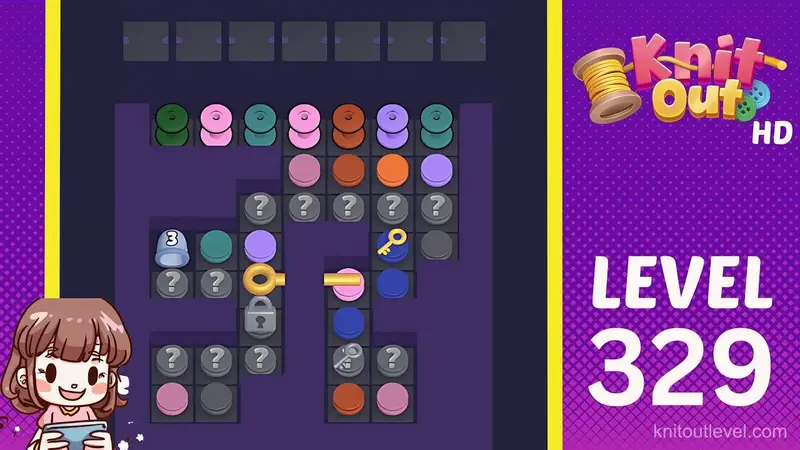 Knit
Out
HD
? ? ? ? ?
3
? ?
? ? ? ?
LEVEL
329
knitoutlevel.com